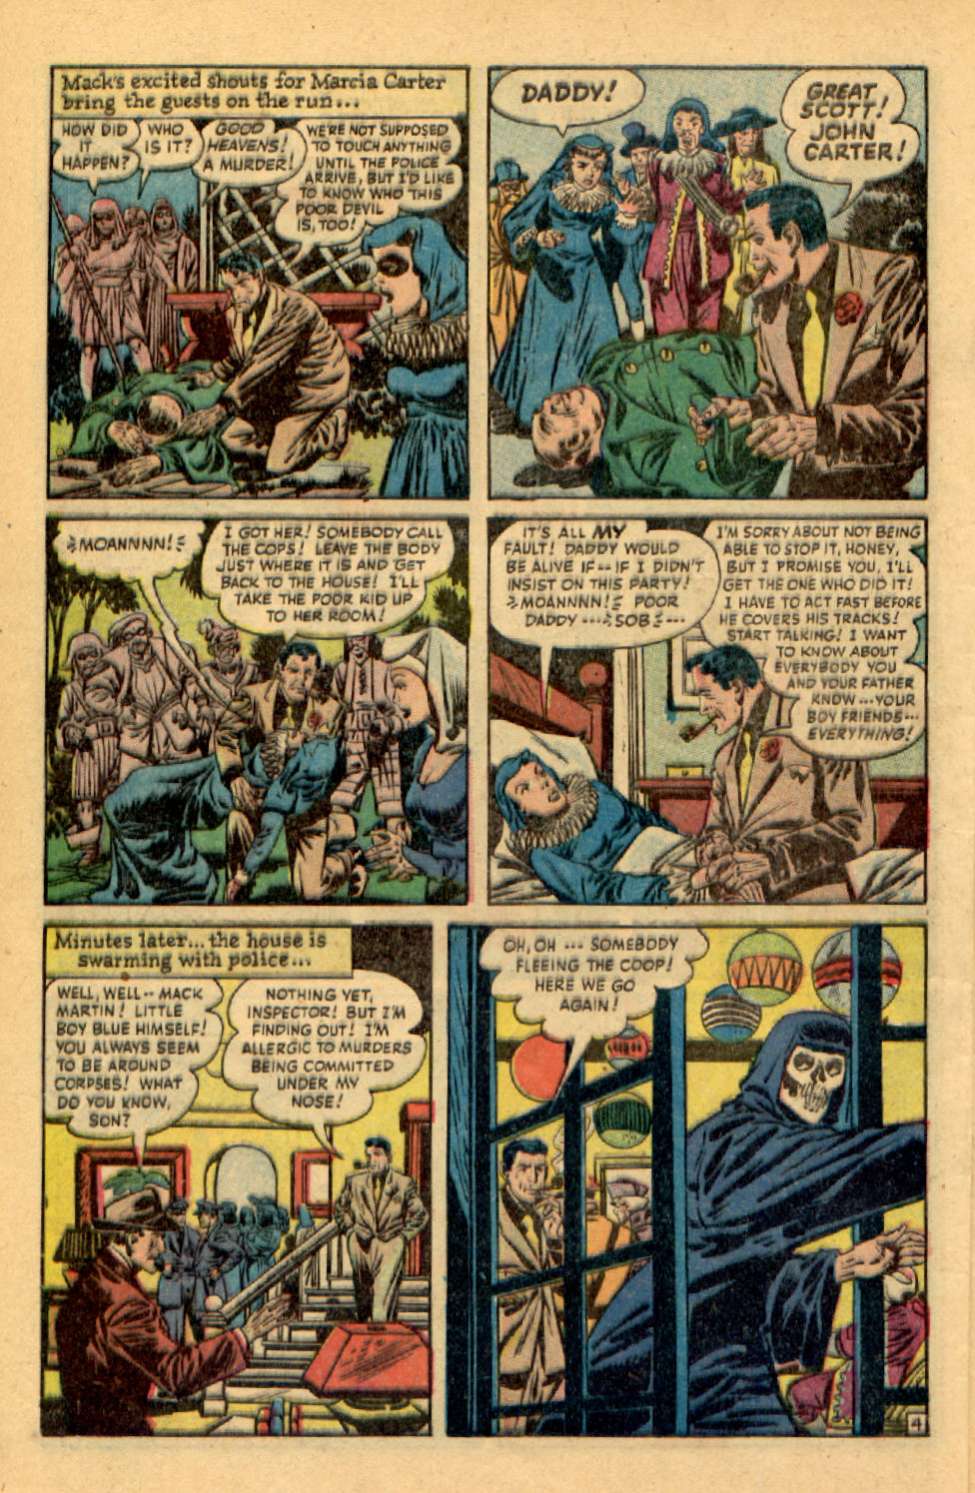 Mack's excited shouts for Marcia Carter
bring the guests on the run...
HOW DID
IT
HAPPEN?
WHO
IS IT?
GOOD
HEAVENS!
A MURDER!
WE'RE NOT SUPPOSED
TO TOUCH ANYTHING
UNTIL THE POLICE
ARRIVE, BUT I'D LIKE
TO KNOW WHO THIS
POOR DEVIL
IS, TOO!
DADDY!
GREAT
SCOTT!
JOHN
CARTER!
MOANNNN!
I GOT HER! SOMEBODY CALL
THE COPS! LEAVE THE BODY
JUST WHERE IT IS AND GET
BACK TO THE HOUSE! I'LL
TAKE THE POOR KID UP
TO HER ROOM!
IT'S ALL MY
FAULT! DADDY WOULD
BE ALIVE IF -- IF I DIDN'T
INSIST ON THIS PARTY!
MOANNNN! POOR
DADDY --- SOB ---
I'M SORRY ABOUT NOT BEING
ABLE TO STOP IT, HONEY,
BUT I PROMISE YOU, I'LL
GET THE ONE WHO DID IT!
I HAVE TO ACT FAST BEFORE
HE COVERS HIS TRACKS!
START TALKING! I WANT
TO KNOW ABOUT
EVERYBODY YOU
AND YOUR FATHER
KNOW --- YOUR
BOY FRIENDS---
EVERYTHING!
Minutes later... the house is
swarming with police...
WELL, WELL -- MACK
MARTIN! LITTLE
BOY BLUE HIMSELF!
YOU ALWAYS SEEM
TO BE AROUND
CORPSES! WHAT
DO YOU KNOW,
SON?
NOTHING YET,
INSPECTOR! BUT I'M
FINDING OUT! I'M
ALLERGIC TO MURDERS
BEING COMMITTED
UNDER MY
NOSE!
OH, OH --- SOMEBODY
FLEEING THE COOP!
HERE WE GO
AGAIN!
4